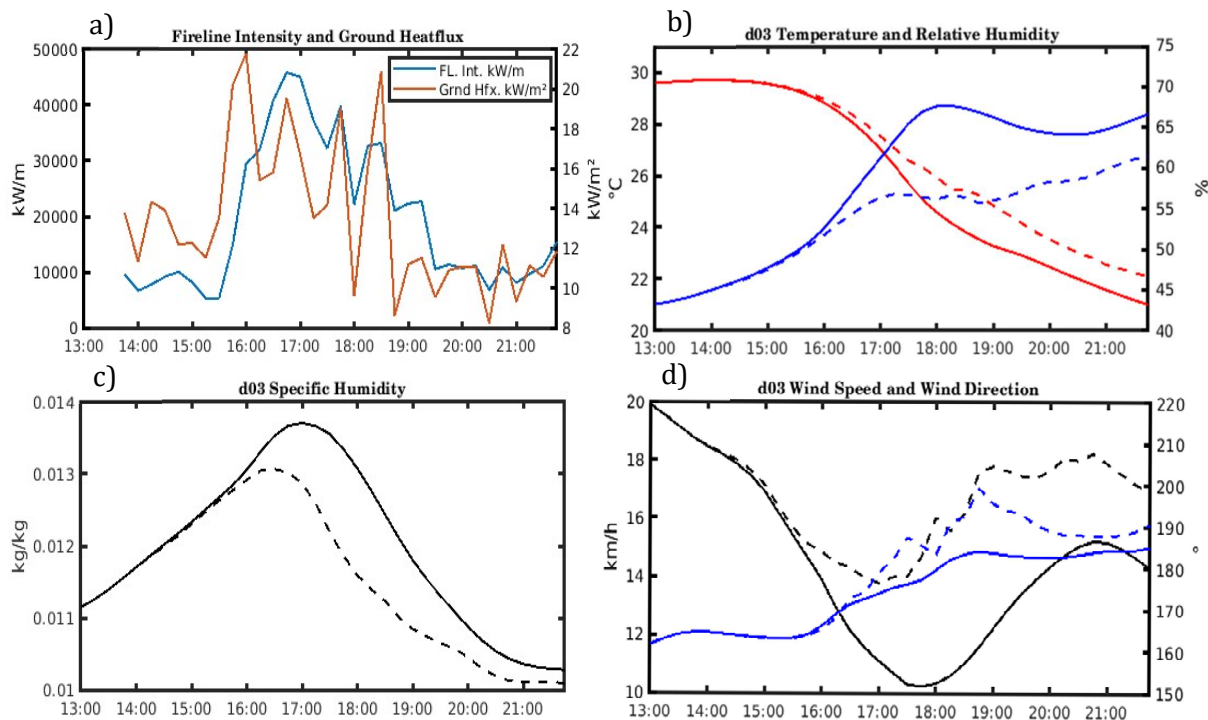 a)
Fireline Intensity and Ground Heatflux
50000
40000
30000
20000
10000
0
kW/m
22
20
18
16
14
12
10
8
kW/m²
FL. Int. kW/m
Grnd Hfx. kW/m²
13:00 14:00 15:00 16:00 17:00 18:00 19:00 20:00 21:00
b)
d03 Temperature and Relative Humidity
30
28
26
24
22
20
°C
75
70
65
60
55
50
45
40
%
13:00 14:00 15:00 16:00 17:00 18:00 19:00 20:00 21:00
c)
d03 Specific Humidity
0.014
0.013
0.012
0.011
0.01
kg/kg
13:00 14:00 15:00 16:00 17:00 18:00 19:00 20:00 21:00
d)
d03 Wind Speed and Wind Direction
20
18
16
14
12
10
km/h
220
210
200
190
180
170
160
150
°
13:00 14:00 15:00 16:00 17:00 18:00 19:00 20:00 21:00